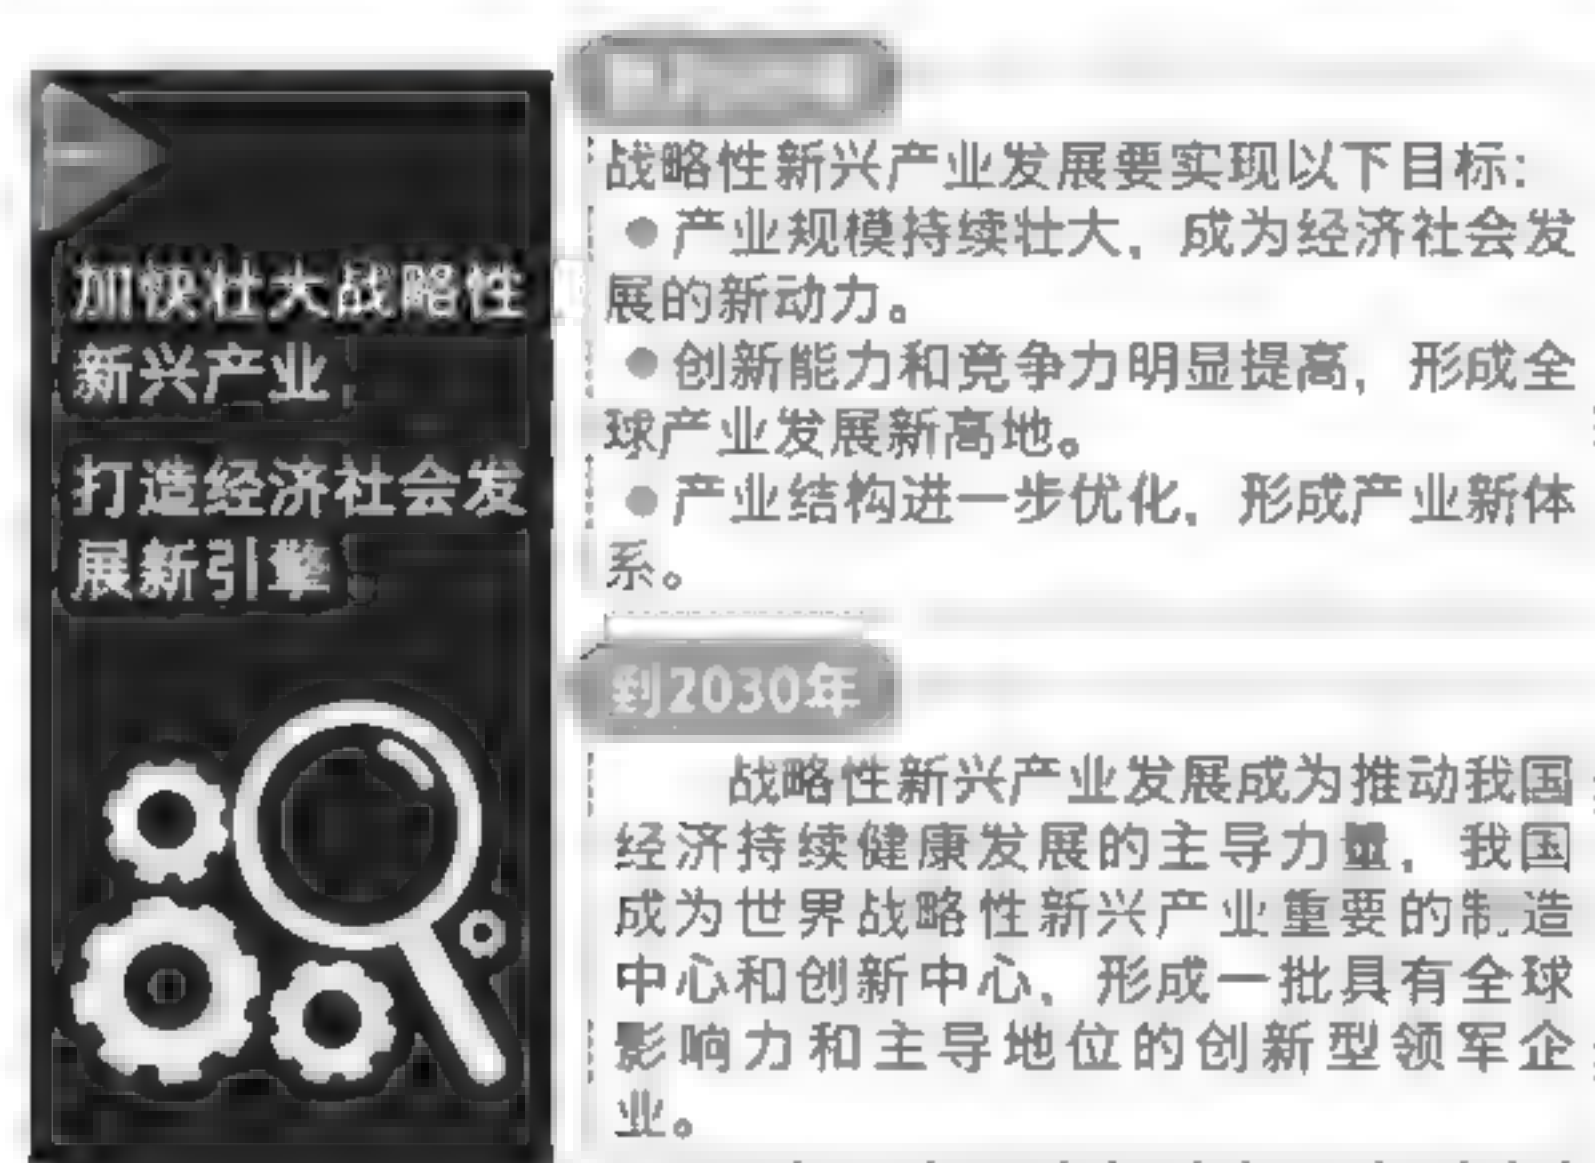 加快壮大战略性
新兴产业
打造经济社会发
展新引擎
战略性新兴产业发展要实现以下目标：
●产业规模持续壮大，成为经济社会发
展的新动力。
●创新能力和竞争力明显提高，形成全
球产业发展新高地。
●产业结构进一步优化，形成产业新体
系。
到2030年
战略性新兴产业发展成为推动我国
经济持续健康发展的主导力量，我国
成为世界战略性新兴产业重要的制造
中心和创新中心，形成一批具有全球
影响力和主导地位的创新型领军企
业。